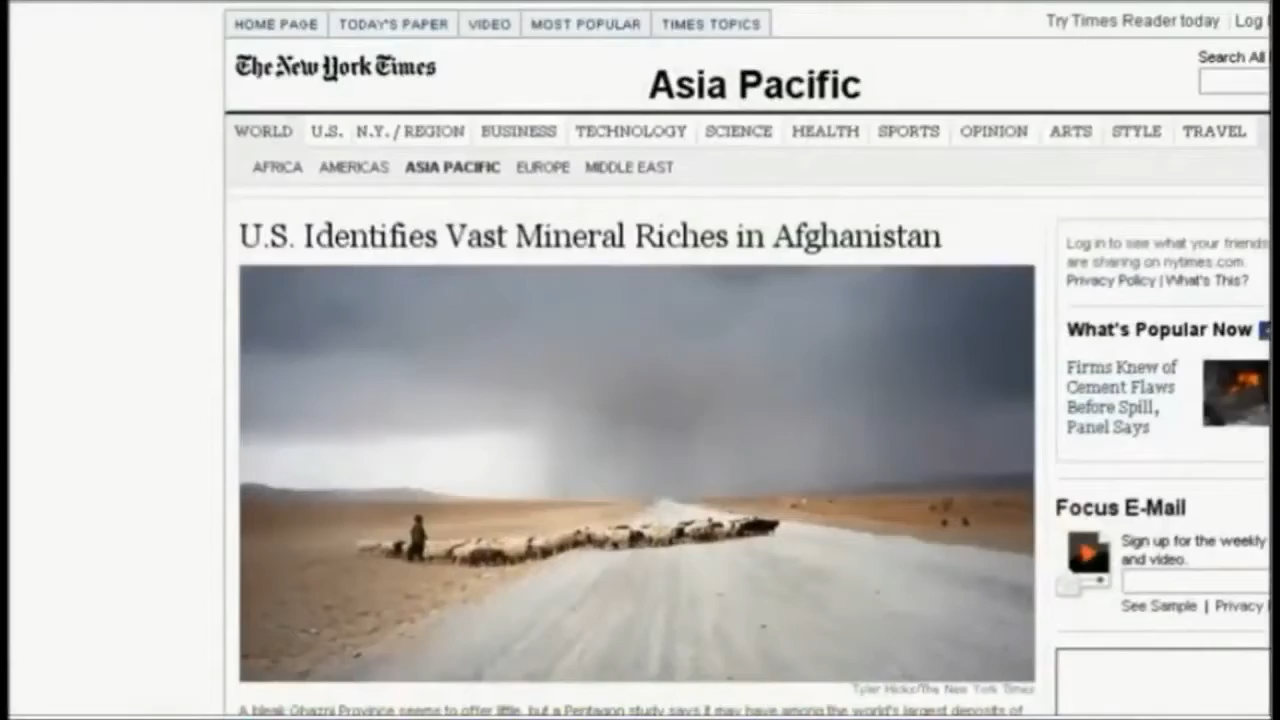 HOME PAGE TODAY'S PAPER VIDEO MOST POPULAR TIMES TOPICS
Try Times Reader today Log
The New York Times
Asia Pacific
Search All
WORLD U.S. N.Y. / REGION BUSINESS TECHNOLOGY SCIENCE HEALTH SPORTS OPINION ARTS STYLE TRAVEL
AFRICA AMERICAS ASIA PACIFIC EUROPE MIDDLE EAST
U.S. Identifies Vast Mineral Riches in Afghanistan
Tyler Hicks/The New York Times
A bleak Ghazni Province seems to offer little, but a Pentagon study says it may have among the world's largest deposits of
Log in to see what your friends
are sharing on nytimes.com.
Privacy Policy | What's This?
What's Popular Now
Firms Knew of
Cement Flaws
Before Spill,
Panel Says
Focus E-Mail
Sign up for the weekly
and video.
See Sample | Privacy